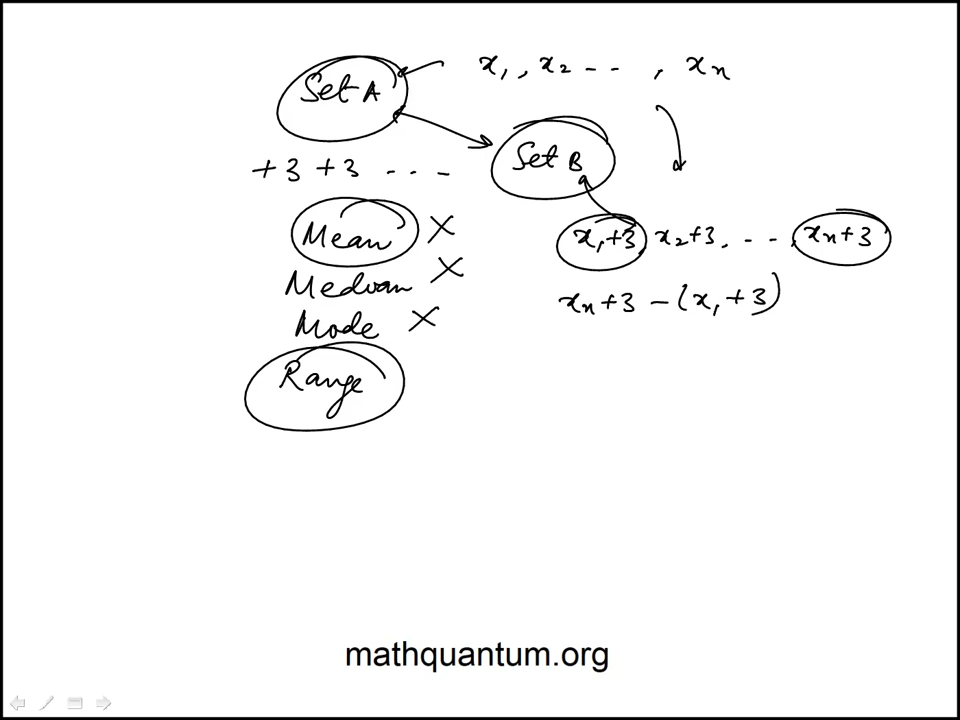 Set A x₁, x₂ - - , xₙ
+3 +3 - - - Set B
Mean X x₁+3, x₂+3, - - -, xₙ+3
Median X xₙ+3 -(x₁+3)
Mode X
Range
mathquantum.org